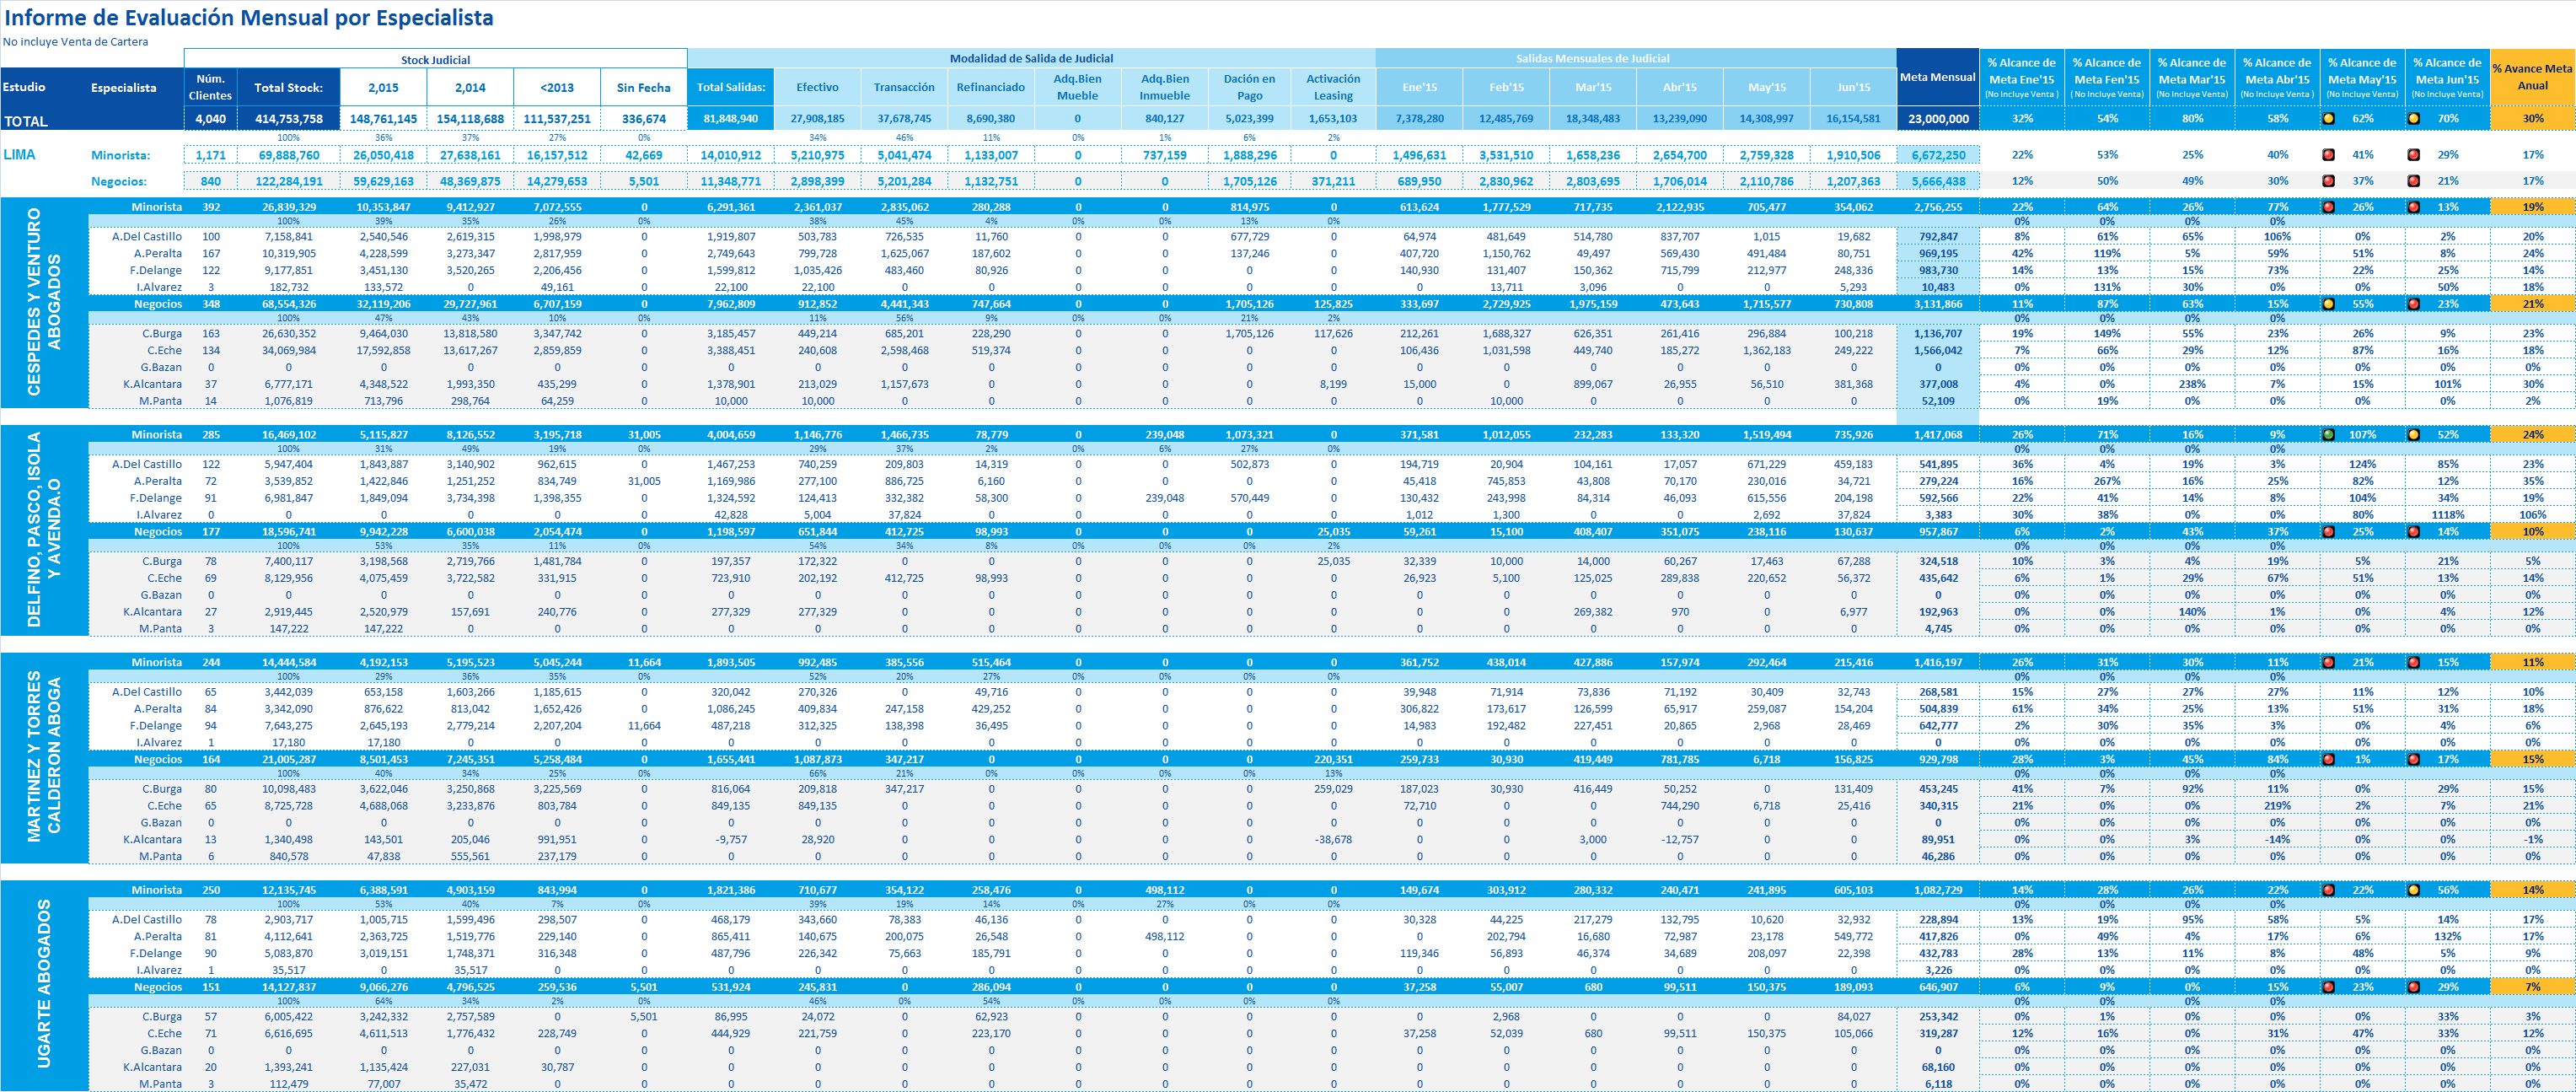 Informe de Evaluación Mensual por Especialista
No incluye Venta de Cartera
Stock Judicial Modalidad de Salida de Judicial Salidas Mensuales de Judicial
Estudio Especialista Núm. Clientes Total Stock: 2,015 2,014 <2013 Sin Fecha Total Salidas: Efectivo Transacción Refinanciado Adq.Bien Mueble Adq.Bien Inmueble Dación en Pago Activación Leasing Ene'15 Feb'15 Mar'15 Abr'15 May'15 Jun'15 Meta Mensual % Alcance de Meta Ene'15 (No Incluye Venta ) % Alcance de Meta Fen'15 ( No Incluye Venta ) % Alcance de Meta Mar'15 (No Incluye Venta) % Alcance de Meta Abr'15 (No Incluye Venta ) % Alcance de Meta May'15 (No Incluye Venta) % Alcance de Meta Jun'15 (No Incluye Venta) % Avance Meta Anual
TOTAL 4,040 414,753,758 148,761,145 154,118,688 111,537,251 336,674 81,848,940 27,908,185 37,678,745 8,690,380 0 840,127 5,023,399 1,653,103 7,378,280 12,485,769 18,348,483 13,239,090 14,308,997 16,154,581 23,000,000 32% 54% 80% 58% 62% 70% 30%
100% 36% 37% 27% 0% 34% 46% 11% 0% 1% 6% 2%
LIMA Minorista: 1,171 69,888,760 26,050,418 27,638,161 16,157,512 42,669 14,010,912 5,210,975 5,041,474 1,133,007 0 737,159 1,888,296 0 1,496,631 3,531,510 1,658,236 2,654,700 2,759,328 1,910,506 6,672,250 22% 53% 25% 40% 41% 29% 17%
Negocios: 840 122,284,191 59,629,163 48,369,875 14,279,653 5,501 11,348,771 2,898,399 5,201,284 1,132,751 0 0 1,705,126 371,211 689,950 2,830,962 2,803,695 1,706,014 2,110,786 1,207,363 5,666,438 12% 50% 49% 30% 37% 21% 17%
CESPEDES Y VENTURO ABOGADOS
Minorista 392 26,839,329 10,353,847 9,412,927 7,072,555 0 6,291,361 2,361,037 2,835,062 280,288 0 0 814,975 0 613,624 1,777,529 717,735 2,122,935 705,477 354,062 2,756,255 22% 64% 26% 77% 26% 13% 19%
100% 39% 35% 26% 0% 38% 45% 4% 0% 0% 13% 0% 0% 0% 0% 0%
A.Del Castillo 100 7,158,841 2,540,546 2,619,315 1,998,979 0 1,919,807 503,783 726,535 11,760 0 0 677,729 0 64,974 481,649 514,780 837,707 1,015 19,682 792,847 8% 61% 65% 106% 0% 2% 20%
A.Peralta 167 10,319,905 4,228,599 3,273,347 2,817,959 0 2,749,643 799,728 1,625,067 187,602 0 0 137,246 0 407,720 1,150,762 49,497 569,430 491,484 80,751 969,195 42% 119% 5% 59% 51% 8% 24%
F.Delange 122 9,177,851 3,451,130 3,520,265 2,206,456 0 1,599,812 1,035,426 483,460 80,926 0 0 0 0 140,930 131,407 150,362 715,799 212,977 248,336 983,730 14% 13% 15% 73% 22% 25% 14%
I.Alvarez 3 182,732 133,572 0 49,161 0 22,100 22,100 0 0 0 0 0 0 0 13,711 3,096 0 0 5,293 10,483 0% 131% 30% 0% 0% 50% 18%
Negocios 348 68,554,326 32,119,206 29,727,961 6,707,159 0 7,962,809 912,852 4,441,343 747,664 0 0 1,705,126 125,825 333,697 2,729,925 1,975,159 473,643 1,715,577 730,808 3,131,866 11% 87% 63% 15% 55% 23% 21%
100% 47% 43% 10% 0% 11% 56% 9% 0% 0% 21% 2% 0% 0% 0% 0%
C.Burga 163 26,630,352 9,464,030 13,818,580 3,347,742 0 3,185,457 449,214 685,201 228,290 0 0 1,705,126 117,626 212,261 1,688,327 626,351 261,416 296,884 100,218 1,136,707 19% 149% 55% 23% 26% 9% 23%
C.Eche 134 34,069,984 17,592,858 13,617,267 2,859,859 0 3,388,451 240,608 2,598,468 519,374 0 0 0 0 106,436 1,031,598 449,740 185,272 1,362,183 249,222 1,566,042 7% 66% 29% 12% 87% 16% 18%
G.Bazan 0 0 0 0 0 0 0 0 0 0 0 0 0 0 0 0 0 0 0 0 0 0% 0% 0% 0% 0% 0% 0%
K.Alcantara 37 6,777,171 4,348,522 1,993,350 435,299 0 1,378,901 213,029 1,157,673 0 0 0 0 8,199 15,000 0 899,067 26,955 56,510 381,368 377,008 4% 0% 238% 7% 15% 101% 30%
M.Panta 14 1,076,819 713,796 298,764 64,259 0 10,000 10,000 0 0 0 0 0 0 0 10,000 0 0 0 0 52,109 0% 19% 0% 0% 0% 0% 2%
DELFINO, PASCO, ISOLA Y AVENDA.O
Minorista 285 16,469,102 5,115,827 8,126,552 3,195,718 31,005 4,004,659 1,146,776 1,466,735 78,779 0 239,048 1,073,321 0 371,581 1,012,055 232,283 133,320 1,519,494 735,926 1,417,068 26% 71% 16% 9% 107% 52% 24%
100% 31% 49% 19% 0% 29% 37% 2% 0% 6% 27% 0% 0% 0% 0% 0%
A.Del Castillo 122 5,947,404 1,843,887 3,140,902 962,615 0 1,467,253 740,259 209,803 14,319 0 0 502,873 0 194,719 20,904 104,161 17,057 671,229 459,183 541,895 36% 4% 19% 3% 124% 85% 23%
A.Peralta 72 3,539,852 1,422,846 1,251,252 834,749 31,005 1,169,986 277,100 886,725 6,160 0 0 0 0 45,418 745,853 43,808 70,170 230,016 34,721 279,224 16% 267% 16% 25% 82% 12% 35%
F.Delange 91 6,981,847 1,849,094 3,734,398 1,398,355 0 1,324,592 124,413 332,382 58,300 0 239,048 570,449 0 130,432 243,998 84,314 46,093 615,556 204,198 592,566 22% 41% 14% 8% 104% 34% 19%
I.Alvarez 0 0 0 0 0 0 42,828 5,004 37,824 0 0 0 0 0 1,012 1,300 0 0 2,692 37,824 3,383 30% 38% 0% 0% 80% 1118% 106%
Negocios 177 18,596,741 9,942,228 6,600,038 2,054,474 0 1,198,597 651,844 412,725 98,993 0 0 0 25,035 59,261 15,100 408,407 351,075 238,116 130,637 957,867 6% 2% 43% 37% 25% 14% 10%
100% 53% 35% 11% 0% 54% 34% 8% 0% 0% 0% 2% 0% 0% 0% 0%
C.Burga 78 7,400,117 3,198,568 2,719,766 1,481,784 0 197,357 172,322 0 0 0 0 0 25,035 32,339 10,000 14,000 60,267 17,463 67,288 324,518 10% 3% 4% 19% 5% 21% 5%
C.Eche 69 8,129,956 4,075,459 3,722,582 331,915 0 723,910 202,192 412,725 98,993 0 0 0 0 26,923 5,100 125,025 289,838 220,652 56,372 435,642 6% 1% 29% 67% 51% 13% 14%
G.Bazan 0 0 0 0 0 0 0 0 0 0 0 0 0 0 0 0 0 0 0 0 0 0% 0% 0% 0% 0% 0% 0%
K.Alcantara 27 2,919,445 2,520,979 157,691 240,776 0 277,329 277,329 0 0 0 0 0 0 0 0 269,382 970 0 6,977 192,963 0% 0% 140% 1% 0% 4% 12%
M.Panta 3 147,222 147,222 0 0 0 0 0 0 0 0 0 0 0 0 0 0 0 0 0 4,745 0% 0% 0% 0% 0% 0% 0%
MARTINEZ Y TORRES CALDERON ABOGA
Minorista 244 14,444,584 4,192,153 5,195,523 5,045,244 11,664 1,893,505 992,485 385,556 515,464 0 0 0 0 361,752 438,014 427,886 157,974 292,464 215,416 1,416,197 26% 31% 30% 11% 21% 15% 11%
100% 29% 36% 35% 0% 52% 20% 27% 0% 0% 0% 0% 0% 0% 0% 0%
A.Del Castillo 65 3,442,039 653,158 1,603,266 1,185,615 0 320,042 270,326 0 49,716 0 0 0 0 39,948 71,914 73,836 71,192 30,409 32,743 268,581 15% 27% 27% 27% 11% 12% 10%
A.Peralta 84 3,342,090 876,622 813,042 1,652,426 0 1,086,245 409,834 247,158 429,252 0 0 0 0 306,822 173,617 126,599 65,917 259,087 154,204 504,839 61% 34% 25% 13% 51% 31% 18%
F.Delange 94 7,643,275 2,645,193 2,779,214 2,207,204 11,664 487,218 312,325 138,398 36,495 0 0 0 0 14,983 192,482 227,451 20,865 2,968 28,469 642,777 2% 30% 35% 3% 0% 4% 6%
I.Alvarez 1 17,180 17,180 0 0 0 0 0 0 0 0 0 0 0 0 0 0 0 0 0 0 0% 0% 0% 0% 0% 0% 0%
Negocios 164 21,005,287 8,501,453 7,245,351 5,258,484 0 1,655,441 1,087,873 347,217 0 0 0 0 220,351 259,733 30,930 419,449 781,785 6,718 156,825 929,798 28% 3% 45% 84% 1% 17% 15%
100% 40% 34% 25% 0% 66% 21% 0% 0% 0% 0% 13% 0% 0% 0% 0%
C.Burga 80 10,098,483 3,622,046 3,250,868 3,225,569 0 816,064 209,818 347,217 0 0 0 0 259,029 187,023 30,930 416,449 50,252 0 131,409 453,245 41% 7% 92% 11% 0% 29% 15%
C.Eche 65 8,725,728 4,688,068 3,233,876 803,784 0 849,135 849,135 0 0 0 0 0 0 72,710 0 0 744,290 6,718 25,416 340,315 21% 0% 0% 219% 2% 7% 21%
G.Bazan 0 0 0 0 0 0 0 0 0 0 0 0 0 0 0 0 0 0 0 0 0 0% 0% 0% 0% 0% 0% 0%
K.Alcantara 13 1,340,498 143,501 205,046 991,951 0 -9,757 28,920 0 0 0 0 0 -38,678 0 0 3,000 -12,757 0 0 89,951 0% 0% 3% -14% 0% 0% -1%
M.Panta 6 840,578 47,838 555,561 237,179 0 0 0 0 0 0 0 0 0 0 0 0 0 0 0 46,286 0% 0% 0% 0% 0% 0% 0%
UGARTE ABOGADOS
Minorista 250 12,135,745 6,388,591 4,903,159 843,994 0 1,821,386 710,677 354,122 258,476 0 498,112 0 0 149,674 303,912 280,332 240,471 241,895 605,103 1,082,729 14% 28% 26% 22% 22% 56% 14%
100% 53% 40% 7% 0% 39% 19% 14% 0% 27% 0% 0% 0% 0% 0% 0%
A.Del Castillo 78 2,903,717 1,005,715 1,599,496 298,507 0 468,179 343,660 78,383 46,136 0 0 0 0 30,328 44,225 217,279 132,795 10,620 32,932 228,894 13% 19% 95% 58% 5% 14% 17%
A.Peralta 81 4,112,641 2,363,725 1,519,776 229,140 0 865,411 140,675 200,075 26,548 0 498,112 0 0 0 202,794 16,680 72,987 23,178 549,772 417,826 0% 49% 4% 17% 6% 132% 17%
F.Delange 90 5,083,870 3,019,151 1,748,371 316,348 0 487,796 226,342 75,663 185,791 0 0 0 0 119,346 56,893 46,374 34,689 208,097 22,398 432,783 28% 13% 11% 8% 48% 5% 9%
I.Alvarez 1 35,517 0 35,517 0 0 0 0 0 0 0 0 0 0 0 0 0 0 0 0 3,226 0% 0% 0% 0% 0% 0% 0%
Negocios 151 14,127,837 9,066,276 4,796,525 259,536 5,501 531,924 245,831 0 286,094 0 0 0 0 37,258 55,007 680 99,511 150,375 189,093 646,907 6% 9% 0% 15% 23% 29% 7%
100% 64% 34% 2% 0% 46% 0% 54% 0% 0% 0% 0% 0% 0% 0% 0%
C.Burga 57 6,005,422 3,242,332 2,757,589 0 5,501 86,995 24,072 0 62,923 0 0 0 0 0 2,968 0 0 0 84,027 253,342 0% 1% 0% 0% 0% 33% 3%
C.Eche 71 6,616,695 4,611,513 1,776,432 228,749 0 444,929 221,759 0 223,170 0 0 0 0 37,258 52,039 680 99,511 150,375 105,066 319,287 12% 16% 0% 31% 47% 33% 12%
G.Bazan 0 0 0 0 0 0 0 0 0 0 0 0 0 0 0 0 0 0 0 0 0 0% 0% 0% 0% 0% 0% 0%
K.Alcantara 20 1,393,241 1,135,424 227,031 30,787 0 0 0 0 0 0 0 0 0 0 0 0 0 0 0 68,160 0% 0% 0% 0% 0% 0% 0%
M.Panta 3 112,479 77,007 35,472 0 0 0 0 0 0 0 0 0 0 0 0 0 0 0 0 6,118 0% 0% 0% 0% 0% 0% 0%